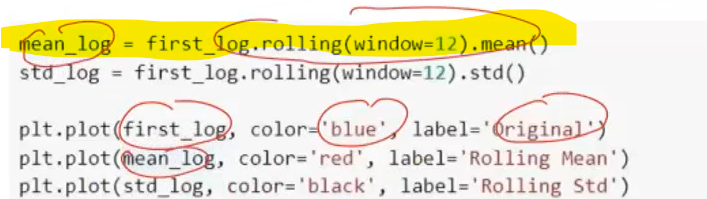 mean_log = first_log.rolling(window=12).mean()
std_log = first_log.rolling(window=12).std()
plt.plot(first_log, color='blue', label='Original')
plt.plot(mean_log, color='red', label='Rolling Mean')
plt.plot(std_log, color='black', label='Rolling Std')